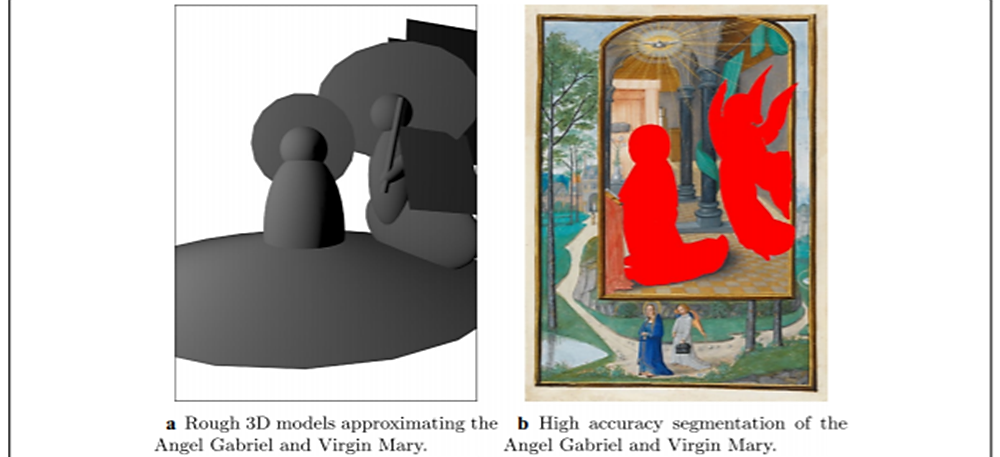 a Rough 3D models approximating the
Angel Gabriel and Virgin Mary.
b High accuracy segmentation of the
Angel Gabriel and Virgin Mary.